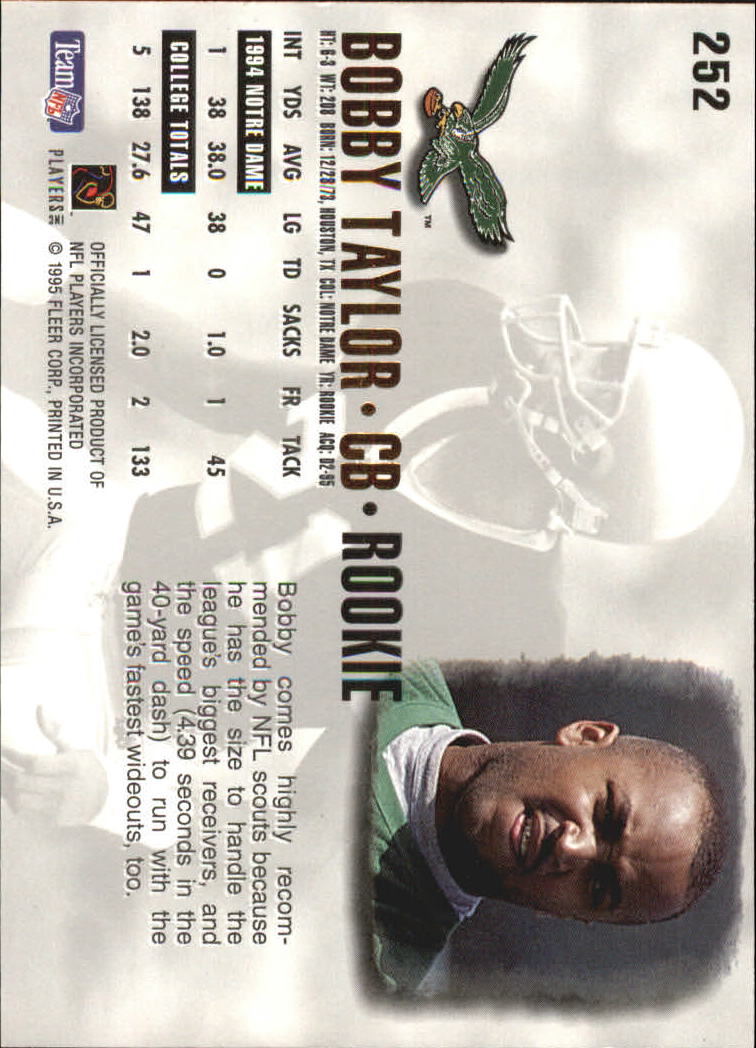 252
TM
BOBBY TAYLOR • CB • ROOKIE
HT: 6-3 WT: 208 BORN: 12/28/73, HOUSTON, TX COL: NOTRE DAME YR: ROOKIE ACQ: D2-95
INT YDS AVG LG TD SACKS FR TACK
1994 NOTRE DAME
1 38 38.0 38 0 1.0 1 45
COLLEGE TOTALS
5 138 27.6 47 1 2.0 2 133
Bobby comes highly recom-
mended by NFL scouts because
he has the size to handle the
league's biggest receivers, and
the speed (4.39 seconds in the
40-yard dash) to run with the
game's fastest wideouts, too.
Team NFL
PLAYERS INC
OFFICIALLY LICENSED PRODUCT OF
NFL PLAYERS INCORPORATED
© 1995 FLEER CORP., PRINTED IN U.S.A.